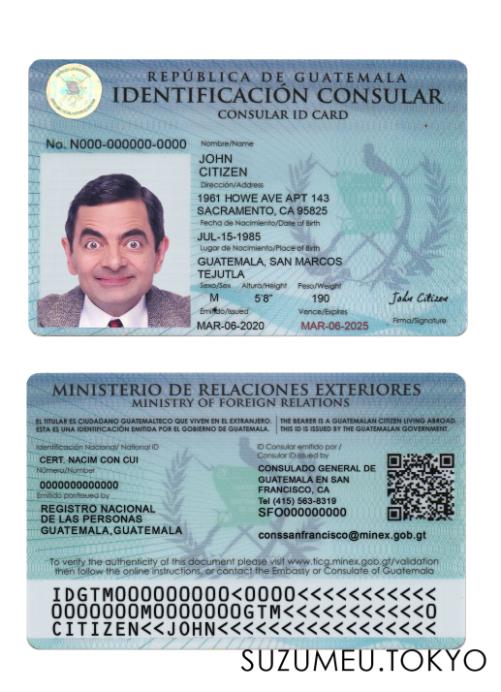 REPÚBLICA DE GUATEMALA
IDENTIFICACIÓN CONSULAR
CONSULAR ID CARD
No. N000-000000-0000
Nombre/Name
JOHN
CITIZEN
Dirección/Address
1961 HOWE AVE APT 143
SACRAMENTO, CA 95825
Fecha de Nacimiento/Date of Birth
JUL-15-1985
Lugar de Nacimiento/Place of Birth
GUATEMALA, SAN MARCOS
TEJUTLA
Sexo/Sex Altura/Height Peso/Weight
M 5'8" 190
Emitido/Issued Vence/Expires
MAR-06-2020 MAR-06-2025
John Citizen
Firma/Signature
MINISTERIO DE RELACIONES EXTERIORES
MINISTRY OF FOREIGN RELATIONS
EL TITULAR ES CIUDADANO GUATEMALTECO QUE VIVEN EN EL EXTRANJERO.
ESTA ES UNA IDENTIFICACIÓN EMITIDA POR EL GOBIERNO DE GUATEMALA.
THE BEARER IS A GUATEMALAN CITIZEN LIVING ABROAD
THIS ID IS ISSUED BY THE GUATEMALAN GOVERNMENT.
Identificación Nacional/ National ID
CERT. NACIM CON CUI
Número/Number
0000000000000
Emitido por/Issued by
REGISTRO NACIONAL
DE LAS PERSONAS
GUATEMALA,GUATEMALA
ID Consular emitido por /
Consular ID issued by
CONSULADO GENERAL DE
GUATEMALA EN SAN
FRANCISCO, CA
Tel (415) 563-8319
SFO000000000
conssanfrancisco@minex.gob.gt
To verify the authenticity of this document please visit www.ticg.minex.gob.gt/validation
then follow the online instructions, or contact the Embassy or Consulate of Guatemala
IDGTM0000000000<0000<<<<<<<<<<<
0000000M0000000GTM<<<<<<<<<<<0
CITIZEN<<JOHN<<<<<<<<<<<<<<<<<
SUZUMEU.TOKYO